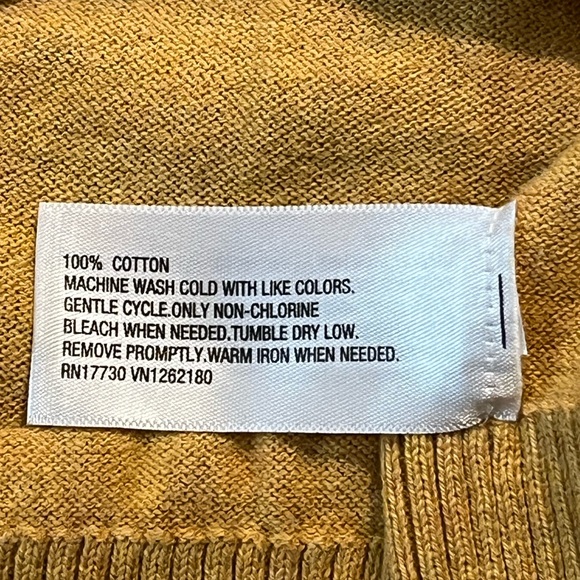 100% COTTON
MACHINE WASH COLD WITH LIKE COLORS.
GENTLE CYCLE.ONLY NON-CHLORINE
BLEACH WHEN NEEDED.TUMBLE DRY LOW.
REMOVE PROMPTLY.WARM IRON WHEN NEEDED.
RN17730 VN1262180